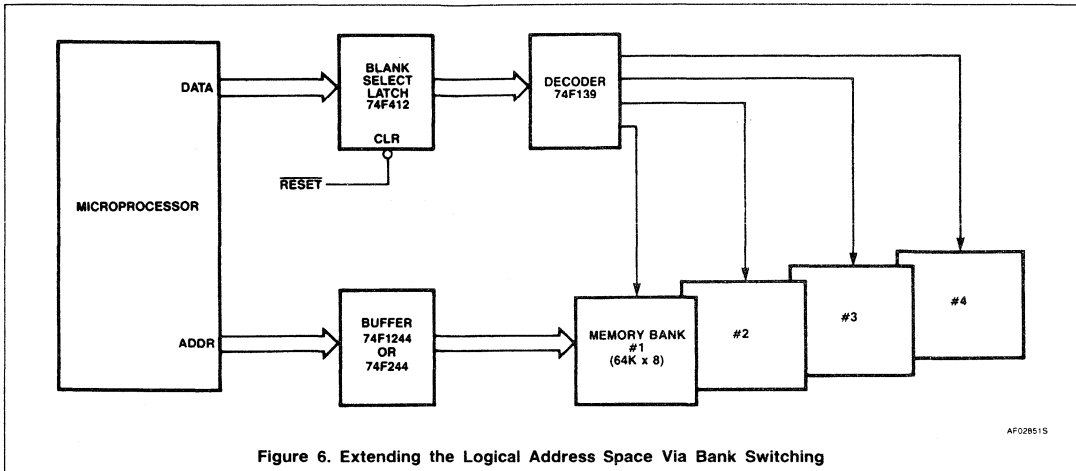 DATA
BLANK
SELECT
LATCH
74F412
CLR
DECODER
74F139
RESET
MICROPROCESSOR
ADDR
BUFFER
74F1244
OR
74F244
MEMORY BANK
#1
(64K x 8)
#2
#3
#4
AF02851S
Figure 6. Extending the Logical Address Space Via Bank Switching